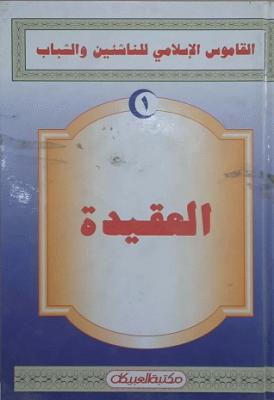 القاموس الإسلامي للناشئين والشباب
١
العقيدة
مكتبة العبيكان